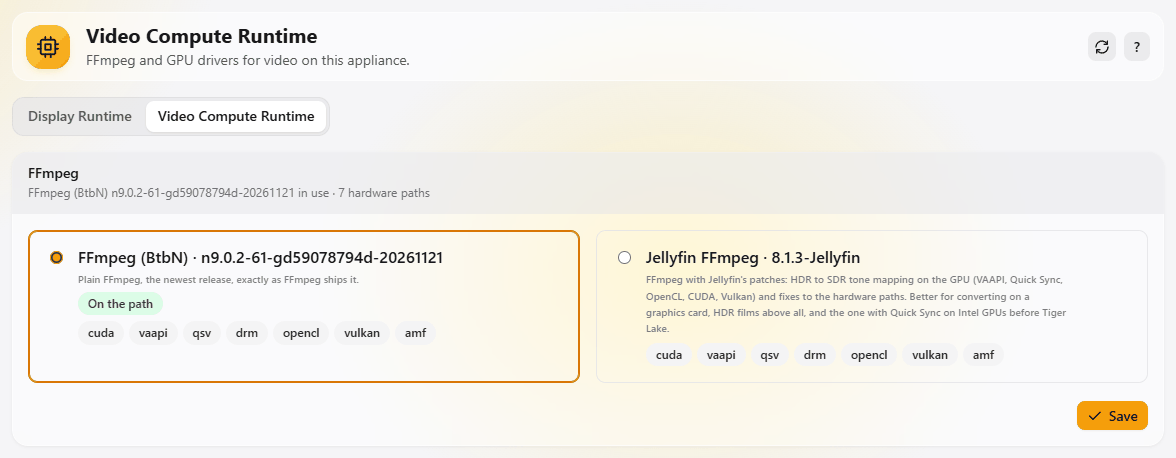 Video Compute Runtime
FFmpeg and GPU drivers for video on this appliance.
?
Display Runtime
Video Compute Runtime
FFmpeg
FFmpeg (BtbN) n9.0.2-61-gd59078794d-20261121 in use · 7 hardware paths
FFmpeg (BtbN) · n9.0.2-61-gd59078794d-20261121
Plain FFmpeg, the newest release, exactly as FFmpeg ships it.
On the path
cuda vaapi qsv drm opencl vulkan amf
Jellyfin FFmpeg · 8.1.3-Jellyfin
FFmpeg with Jellyfin's patches: HDR to SDR tone mapping on the GPU (VAAPI, Quick Sync,
OpenCL, CUDA, Vulkan) and fixes to the hardware paths. Better for converting on a
graphics card, HDR films above all, and the one with Quick Sync on Intel GPUs before Tiger
Lake.
cuda vaapi qsv drm opencl vulkan amf
Save